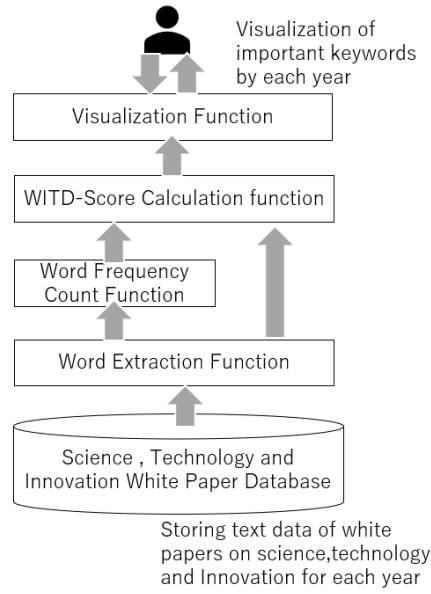 Visualization of
important keywords
by each year
Visualization Function
WITD-Score Calculation function
Word Frequency
Count Function
Word Extraction Function
Science , Technology and
Innovation White Paper Database
Storing text data of white
papers on science,technology
and Innovation for each year